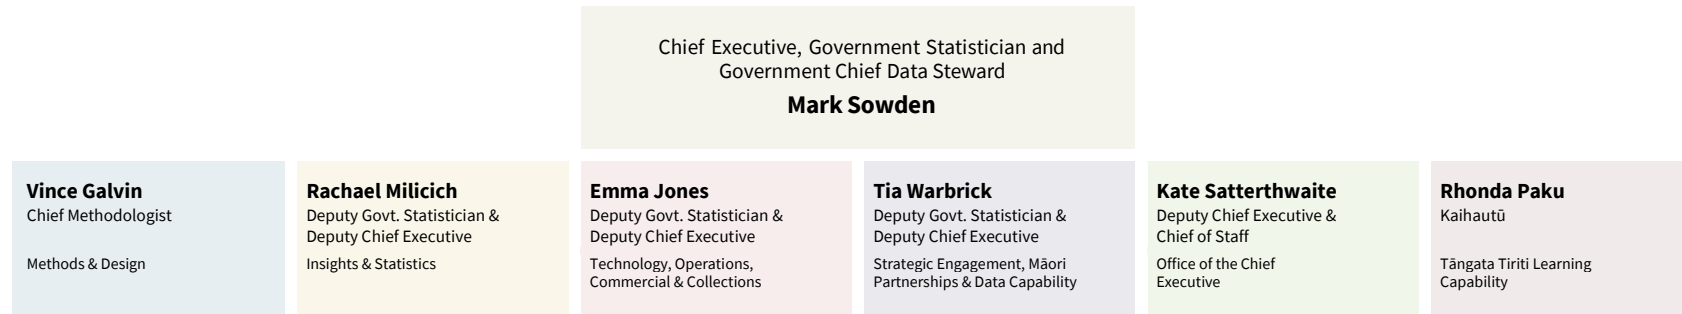 Chief Executive, Government Statistician and
Government Chief Data Steward
Mark Sowden
Vince Galvin
Chief Methodologist
Methods & Design
Rachael Milicich
Deputy Govt. Statistician &
Deputy Chief Executive
Insights & Statistics
Emma Jones
Deputy Govt. Statistician &
Deputy Chief Executive
Technology, Operations,
Commercial & Collections
Tia Warbrick
Deputy Govt. Statistician &
Deputy Chief Executive
Strategic Engagement, Māori
Partnerships & Data Capability
Kate Satterthwaite
Deputy Chief Executive &
Chief of Staff
Office of the Chief
Executive
Rhonda Paku
Kaihautū
Tāngata Tiriti Learning
Capability